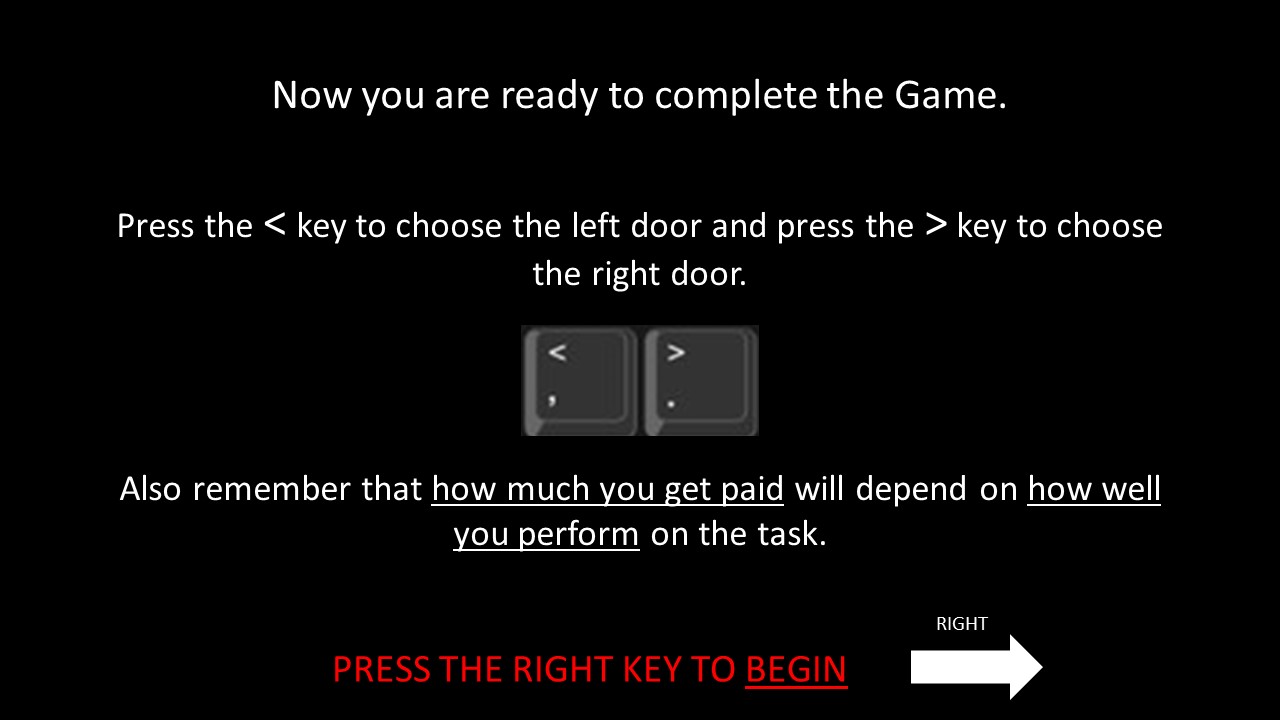 Now you are ready to complete the Game.
Press the < key to choose the left door and press the > key to choose
the right door.
< >
, .
Also remember that how much you get paid will depend on how well
you perform on the task.
RIGHT
PRESS THE RIGHT KEY TO BEGIN